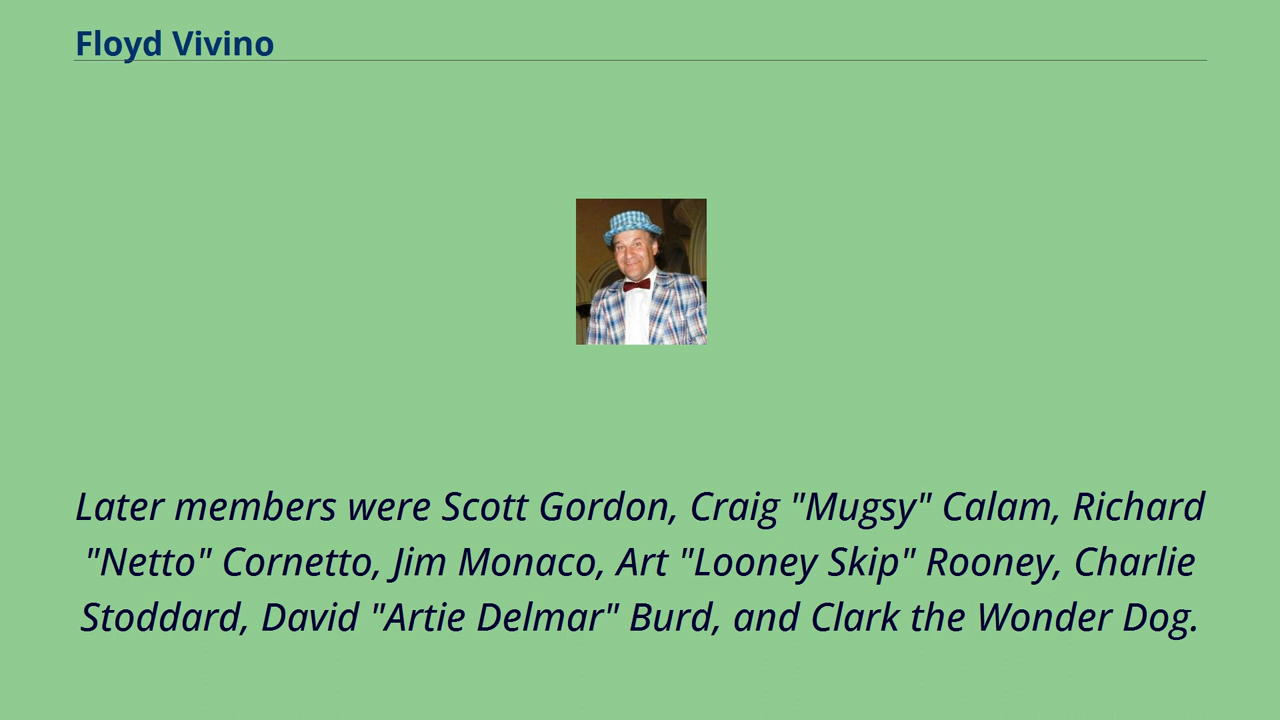 Floyd Vivino
Later members were Scott Gordon, Craig "Mugsy" Calam, Richard
"Netto" Cornetto, Jim Monaco, Art "Looney Skip" Rooney, Charlie
Stoddard, David "Artie Delmar" Burd, and Clark the Wonder Dog.